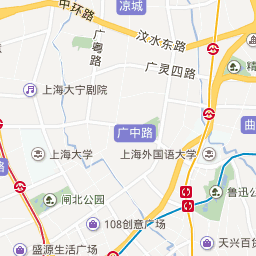 中环路
凉城
汶水东路
广粤路
广灵四路
精
上海大宁剧院
广中路
曲
上海大学
上海外国语大学
路
闸北公园
鲁迅公
108创意广场
盛源生活广场
天兴百货